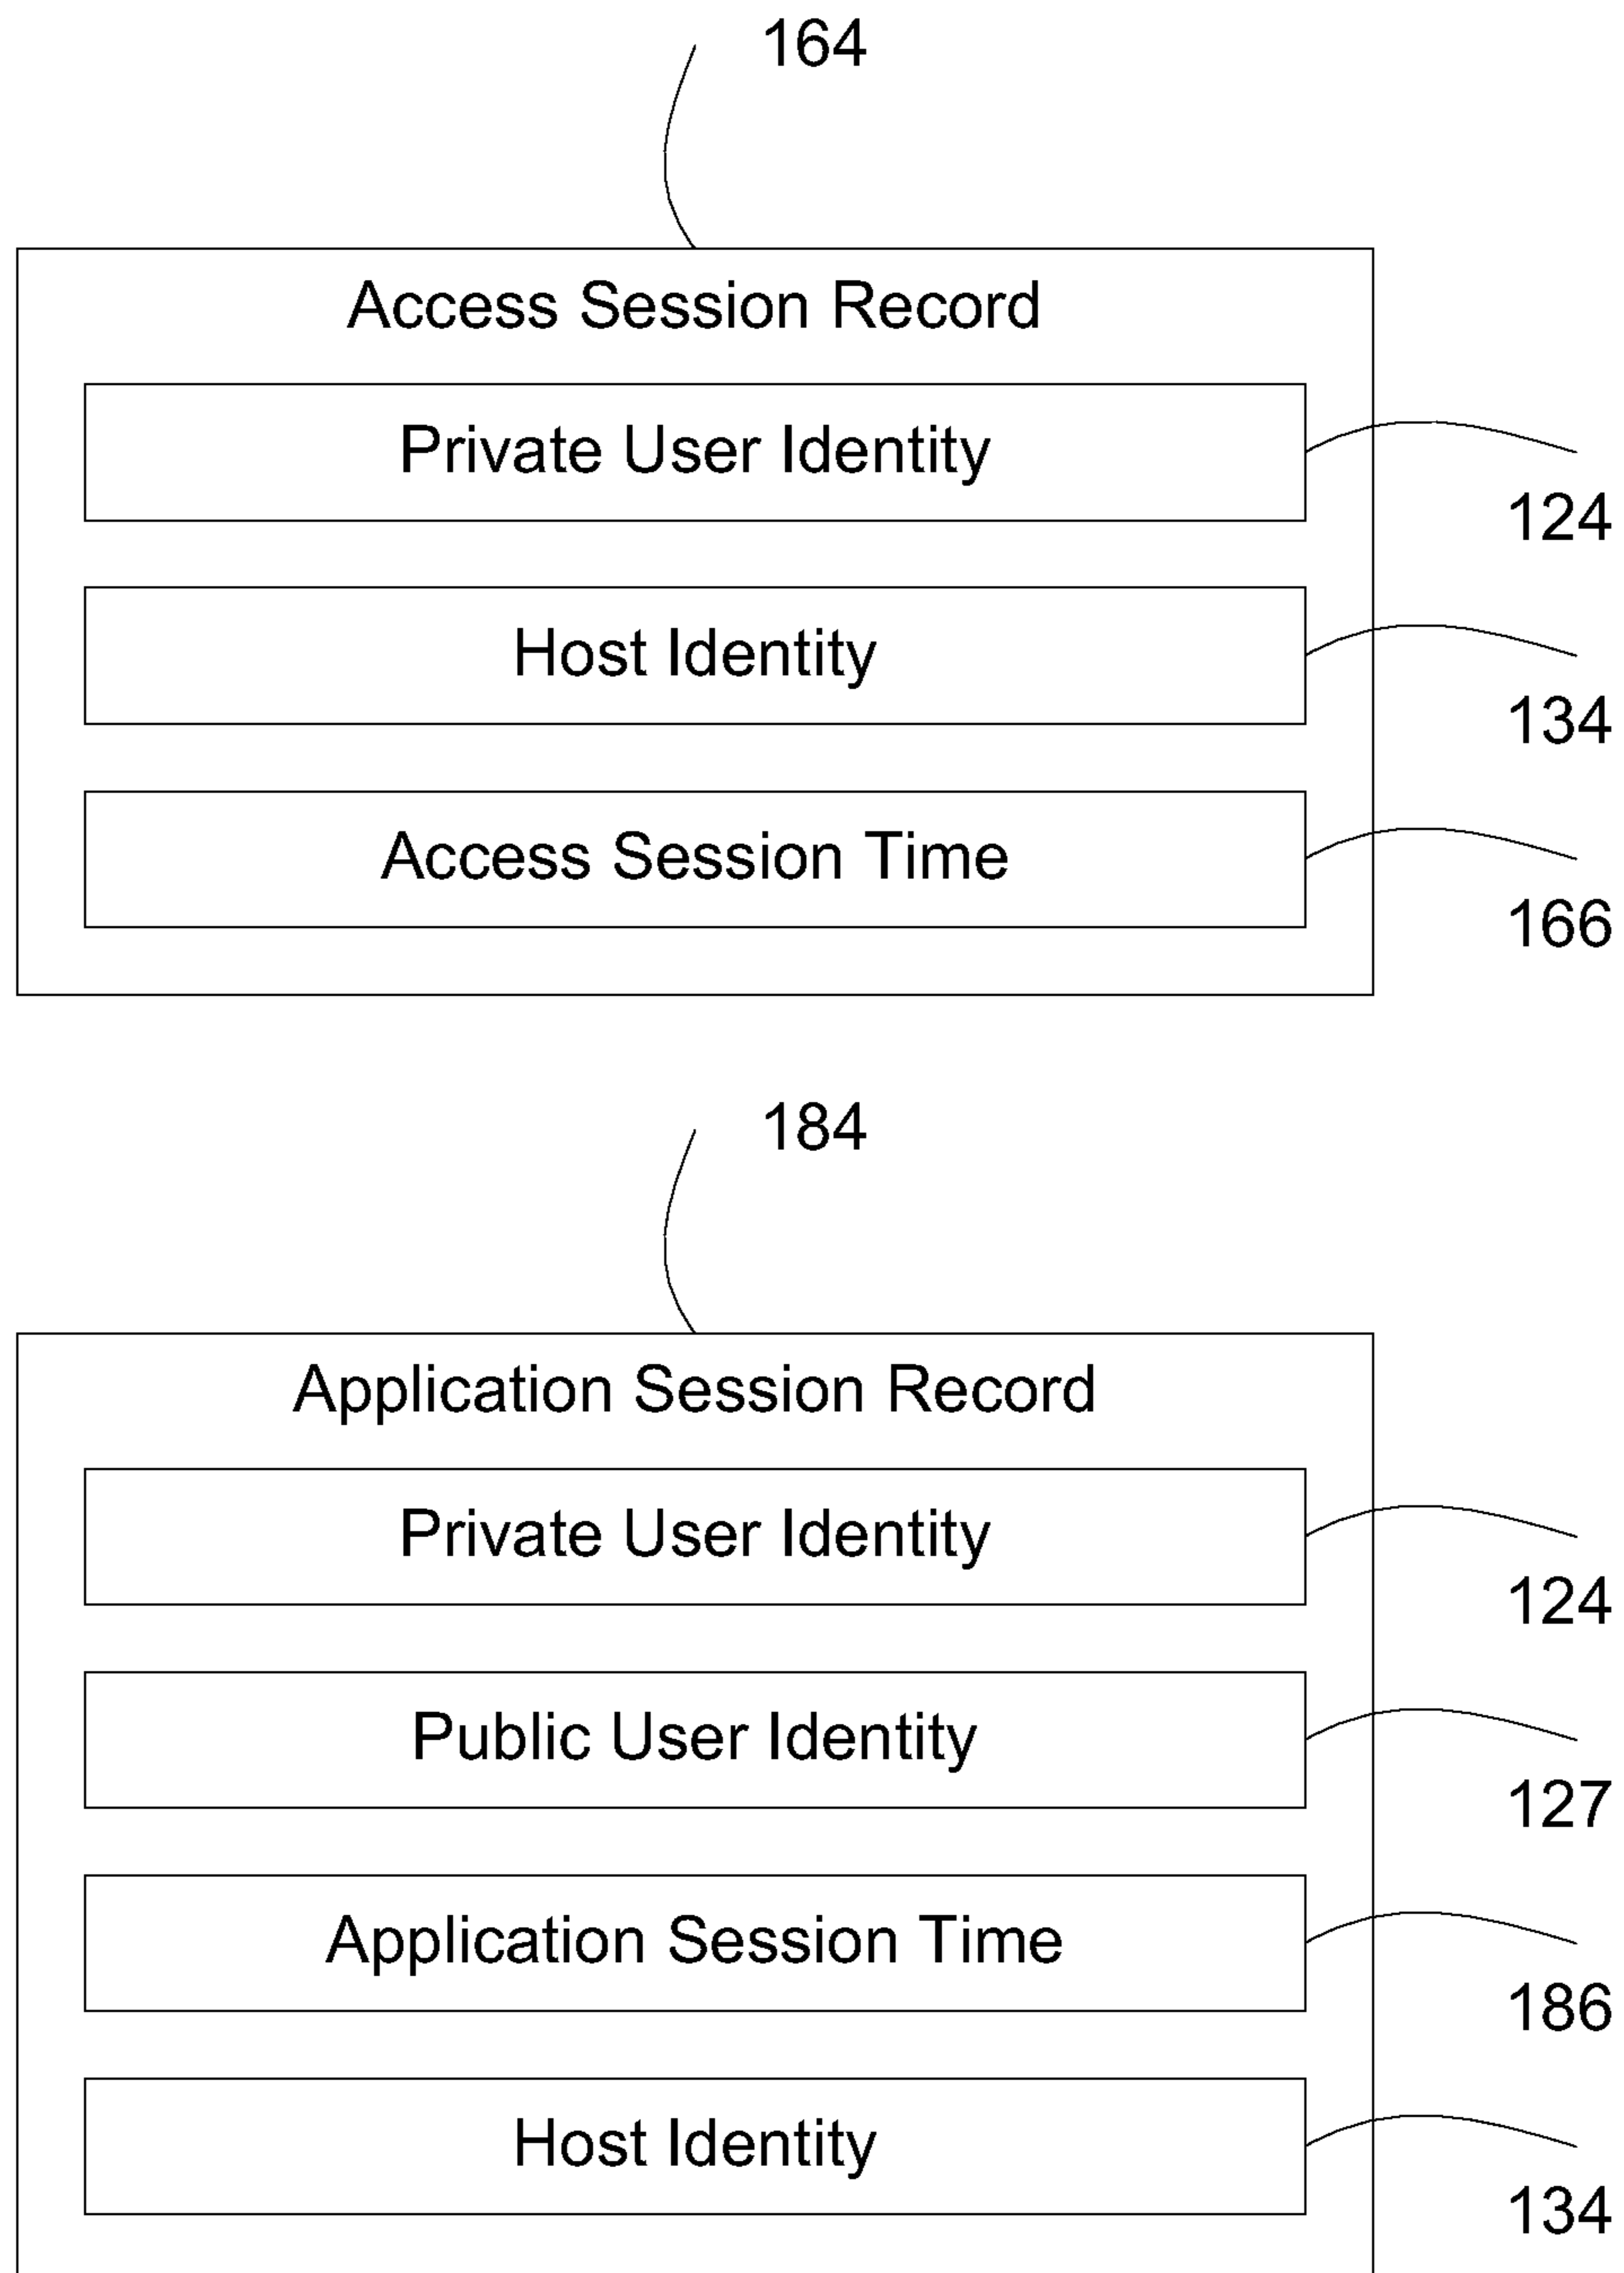 164
Access Session Record
Private User Identity
124
Host Identity
134
Access Session Time
166
184
Application Session Record
Private User Identity
124
Public User Identity
127
Application Session Time
186
Host Identity
134